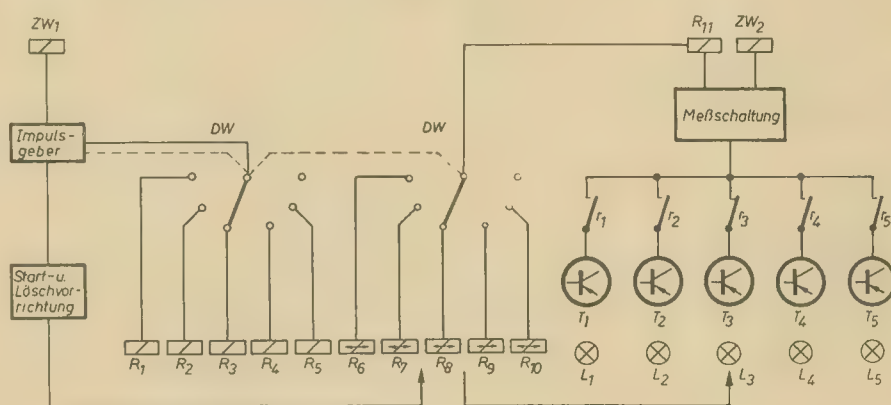 ZW1
R11
ZW2
Impuls-
geber
DW
DW
Meßschaltung
r1
r2
r3
r4
r5
Start-u.
Löschvor-
richtung
T1
T2
T3
T4
T5
R1
R2
R3
R4
R5
R6
R7
R8
R9
R10
L1
L2
L3
L4
L5